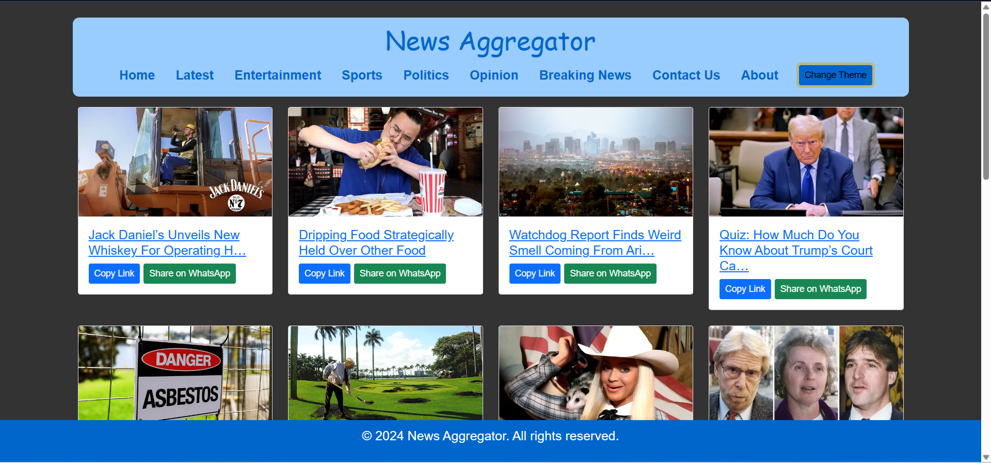 News Aggregator
Home Latest Entertainment Sports Politics Opinion Breaking News Contact Us About Change Theme
JACK DANIEL'S
No7
Jack Daniel’s Unveils New
Whiskey For Operating H…
Copy Link Share on WhatsApp
Dripping Food Strategically
Held Over Other Food
Copy Link Share on WhatsApp
Watchdog Report Finds Weird
Smell Coming From Ari…
Copy Link Share on WhatsApp
Quiz: How Much Do You
Know About Trump’s Court
Ca…
Copy Link Share on WhatsApp
DANGER
ASBESTOS
© 2024 News Aggregator. All rights reserved.